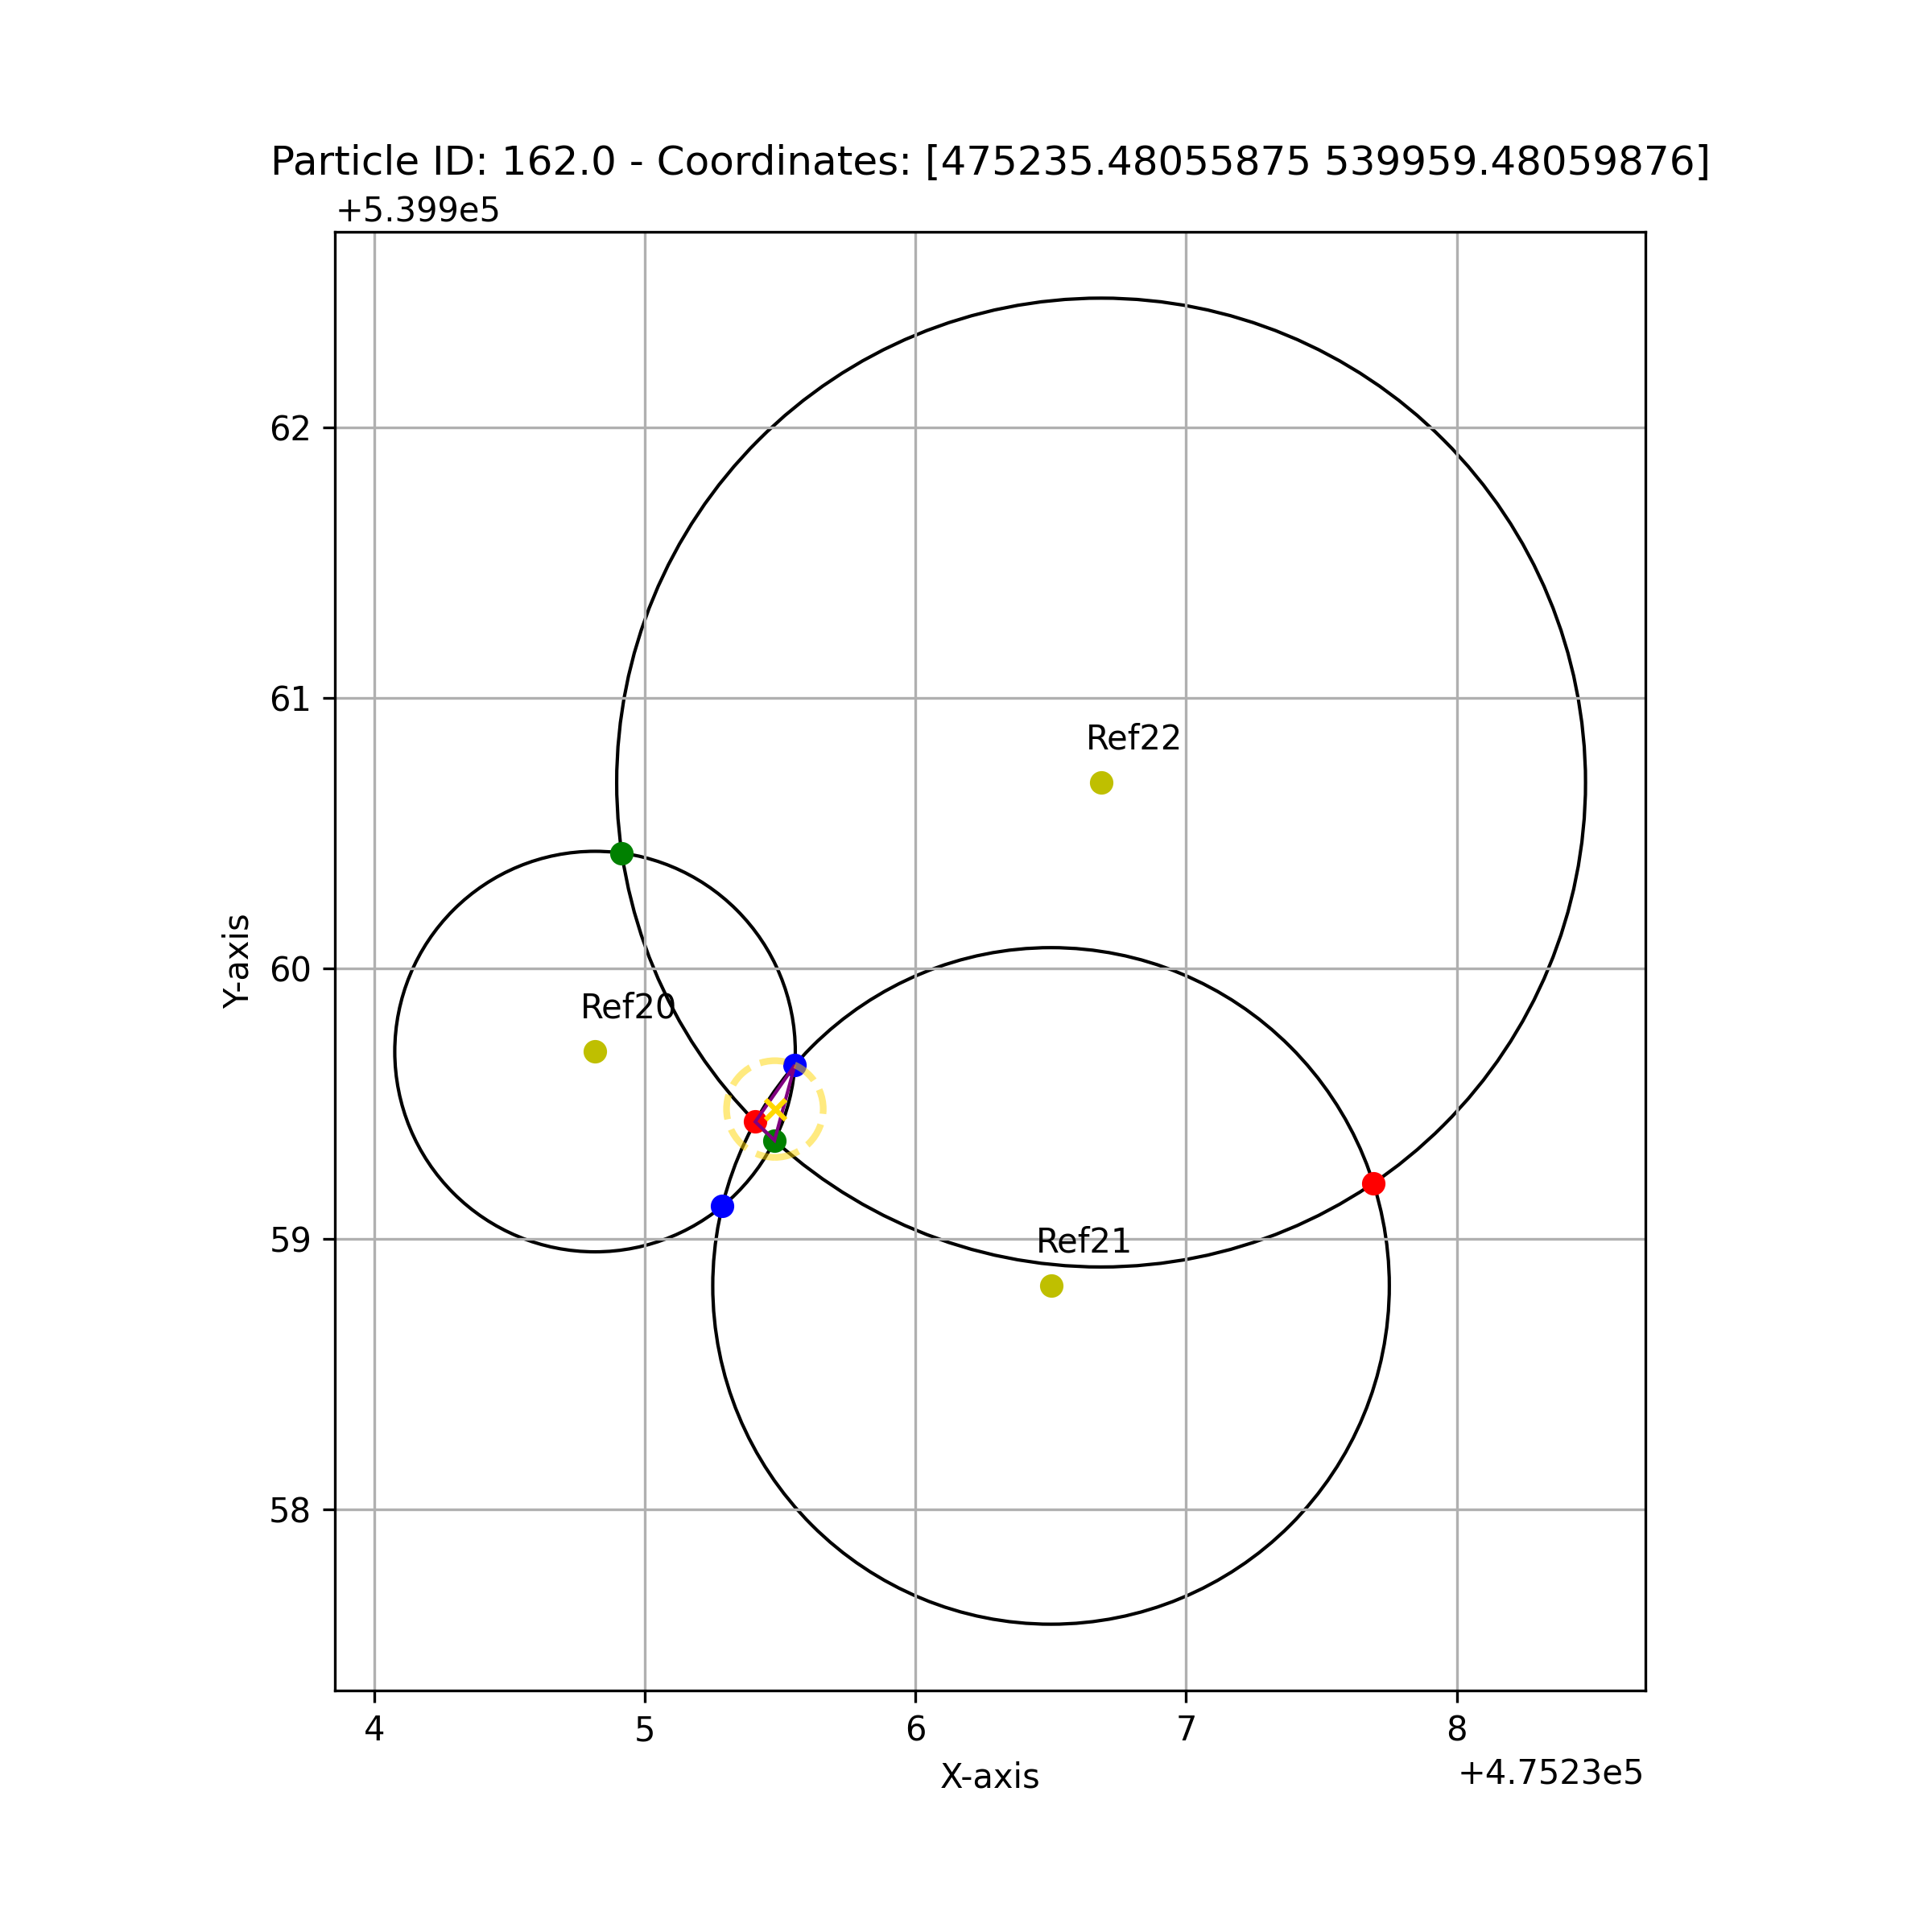 Particle ID: 162.0 - Coordinates: [475235.48055875 539959.48059876]
+5.399e5
62
61
Ref22
60
Ref20
Y-axis
59
Ref21
58
4 5 6 7 8
X-axis
+4.7523e5